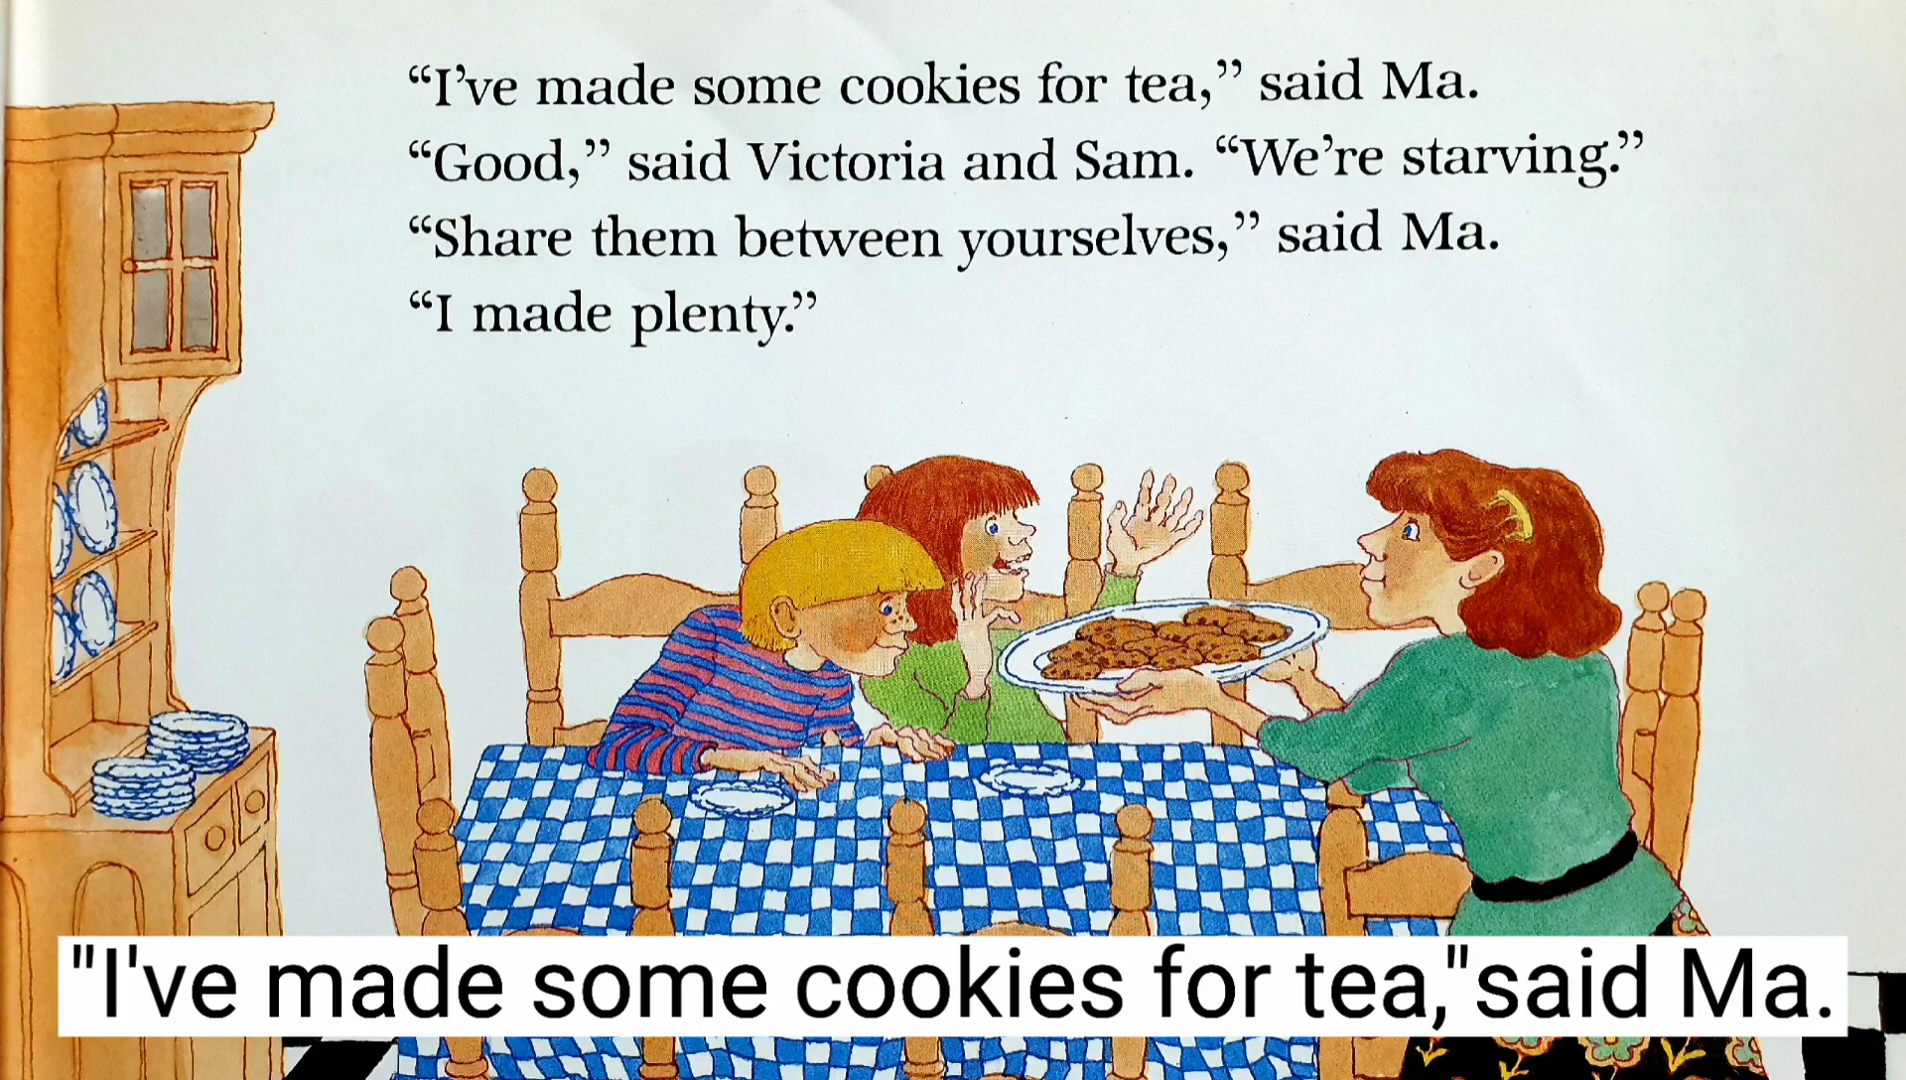 “I’ve made some cookies for tea,” said Ma.
“Good,” said Victoria and Sam. “We’re starving.”
“Share them between yourselves,” said Ma.
“I made plenty.”
"I've made some cookies for tea,"said Ma.